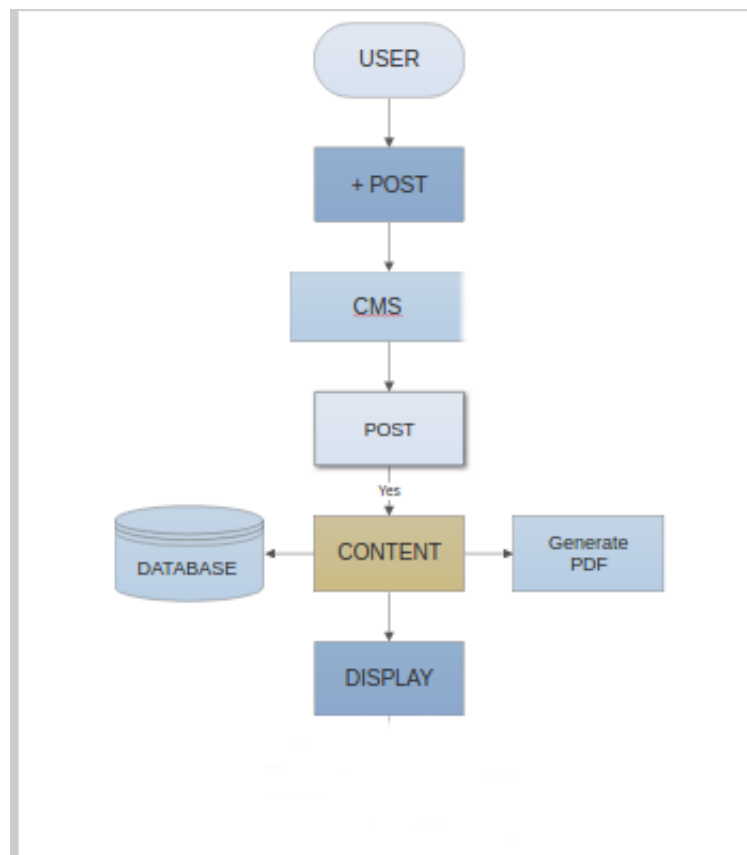 USER
+ POST
CMS
POST
Yes
DATABASE
CONTENT
Generate
PDF
DISPLAY